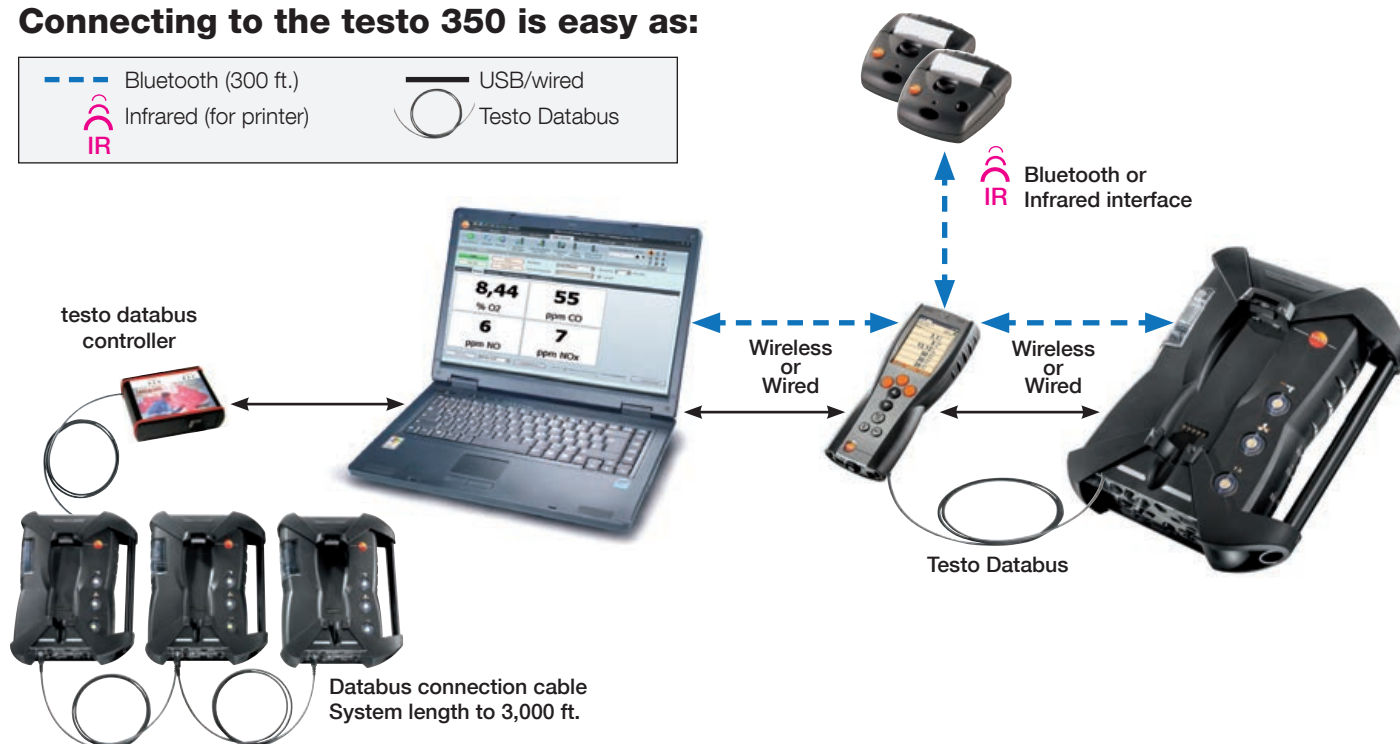 Connecting to the testo 350 is easy as:
Bluetooth (300 ft.)
USB/wired
Infrared (for printer)
IR
Testo Databus
Bluetooth or
Infrared interface
IR
testo databus
controller
8,44
% O2
55
ppm CO
6
ppm NO
7
ppm NOx
Wireless
or
Wired
Wireless
or
Wired
Testo Databus
Databus connection cable
System length to 3,000 ft.